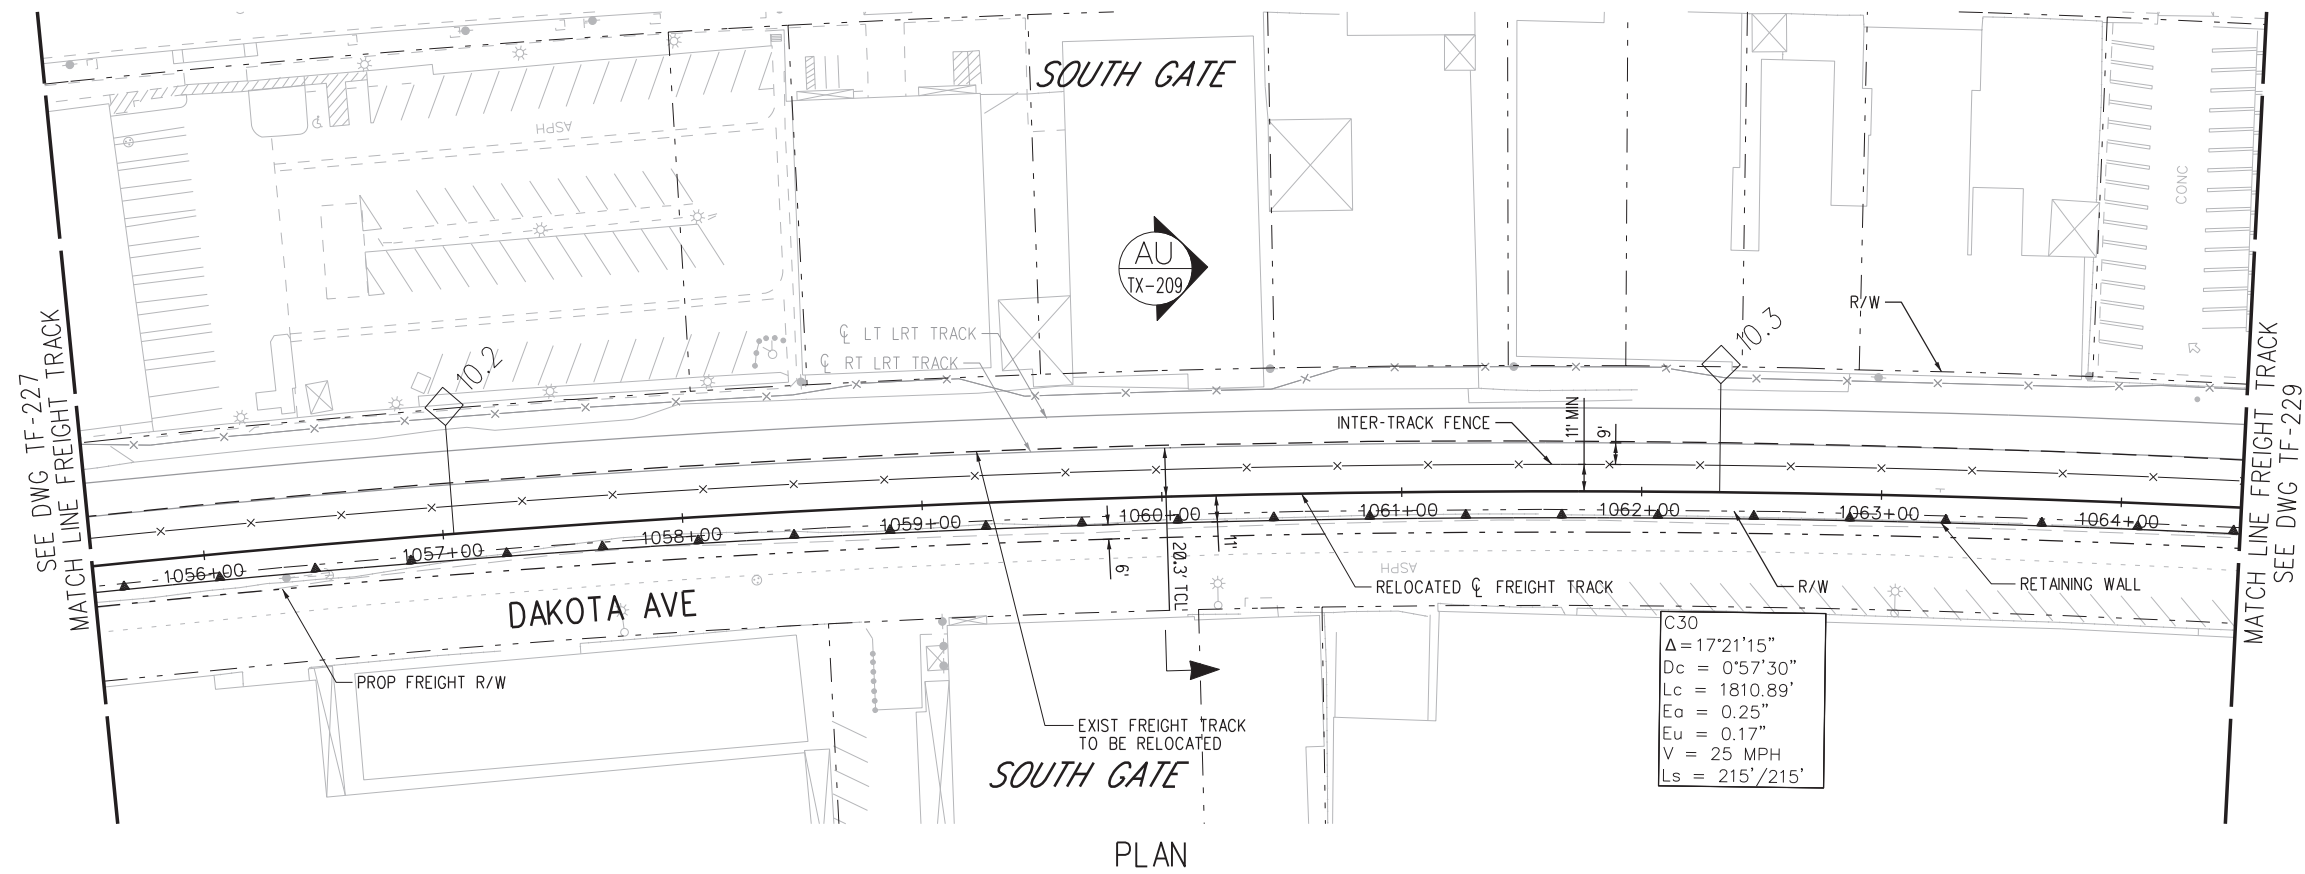 SOUTH GATE
ASPH
CONC
AU
TX-209
R/W
10.3
10.2
℄ LT LRT TRACK
℄ RT LRT TRACK
INTER-TRACK FENCE
11' MIN
9'
SEE DWG TF-227
MATCH LINE FREIGHT TRACK
MATCH LINE FREIGHT TRACK
SEE DWG TF-229
1056+00
1057+00
1058+00
1059+00
1060+00
1061+00
1062+00
1063+00
1064+00
6'
20.3' TCL
11'
ASPH
DAKOTA AVE
RELOCATED ℄ FREIGHT TRACK
R/W
RETAINING WALL
PROP FREIGHT R/W
EXIST FREIGHT TRACK
TO BE RELOCATED
SOUTH GATE
C30
Δ=17°21'15"
Dc = 0°57'30"
Lc = 1810.89'
Ea = 0.25"
Eu = 0.17"
V = 25 MPH
Ls = 215'/215'
PLAN